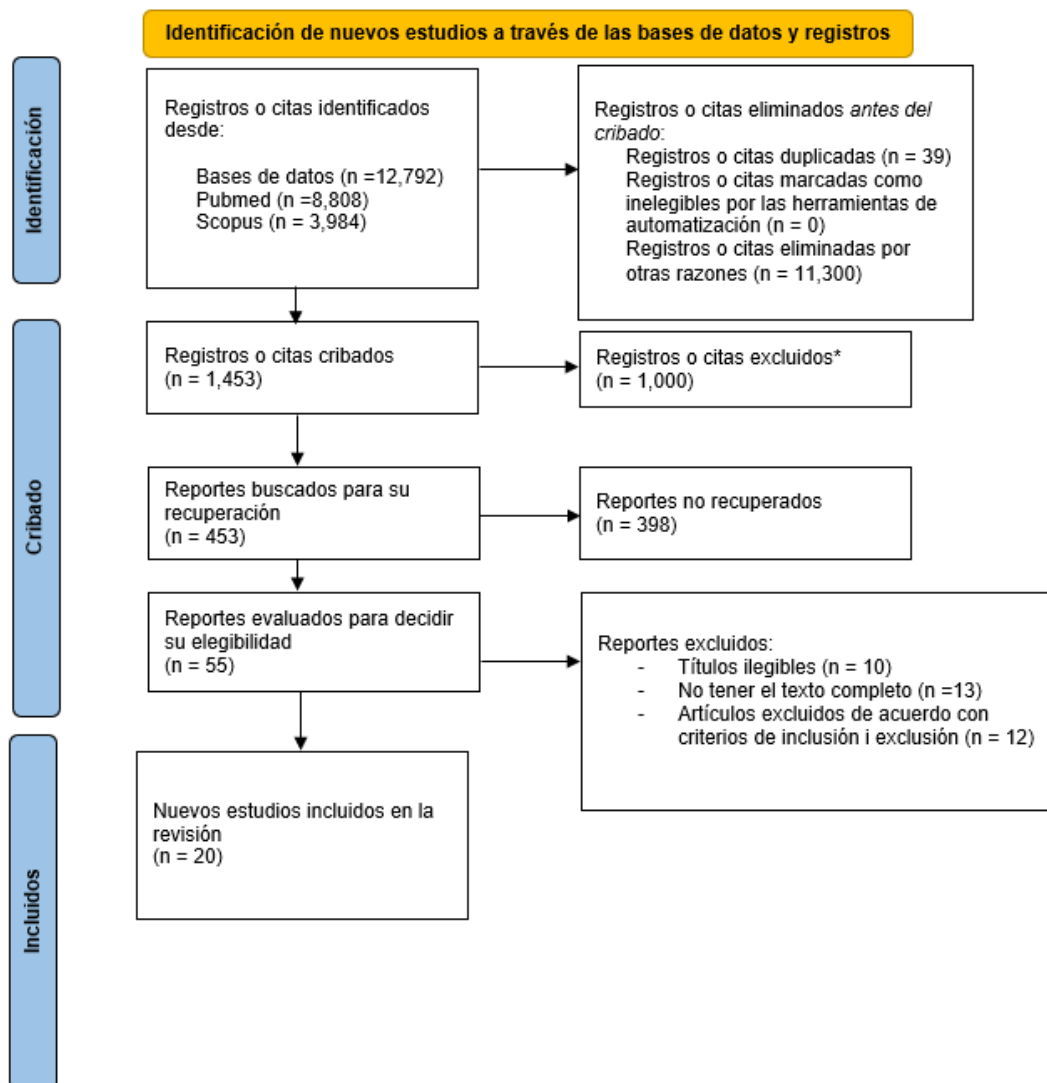 Identificación de nuevos estudios a través de las bases de datos y registros
Identificación
Registros o citas identificados
desde:
Bases de datos (n =12,792)
Pubmed (n =8,808)
Scopus (n = 3,984)
Registros o citas eliminados antes del
cribado:
Registros o citas duplicadas (n = 39)
Registros o citas marcadas como
inelegibles por las herramientas de
automatización (n = 0)
Registros o citas eliminadas por
otras razones (n = 11,300)
Cribado
Registros o citas cribados
(n = 1,453)
Registros o citas excluidos*
(n = 1,000)
Reportes buscados para su
recuperación
(n = 453)
Reportes no recuperados
(n = 398)
Reportes evaluados para decidir
su elegibilidad
(n = 55)
Reportes excluidos:
- Títulos ilegibles (n = 10)
- No tener el texto completo (n =13)
- Artículos excluidos de acuerdo con
criterios de inclusión i exclusión (n = 12)
Incluidos
Nuevos estudios incluidos en la
revisión
(n = 20)